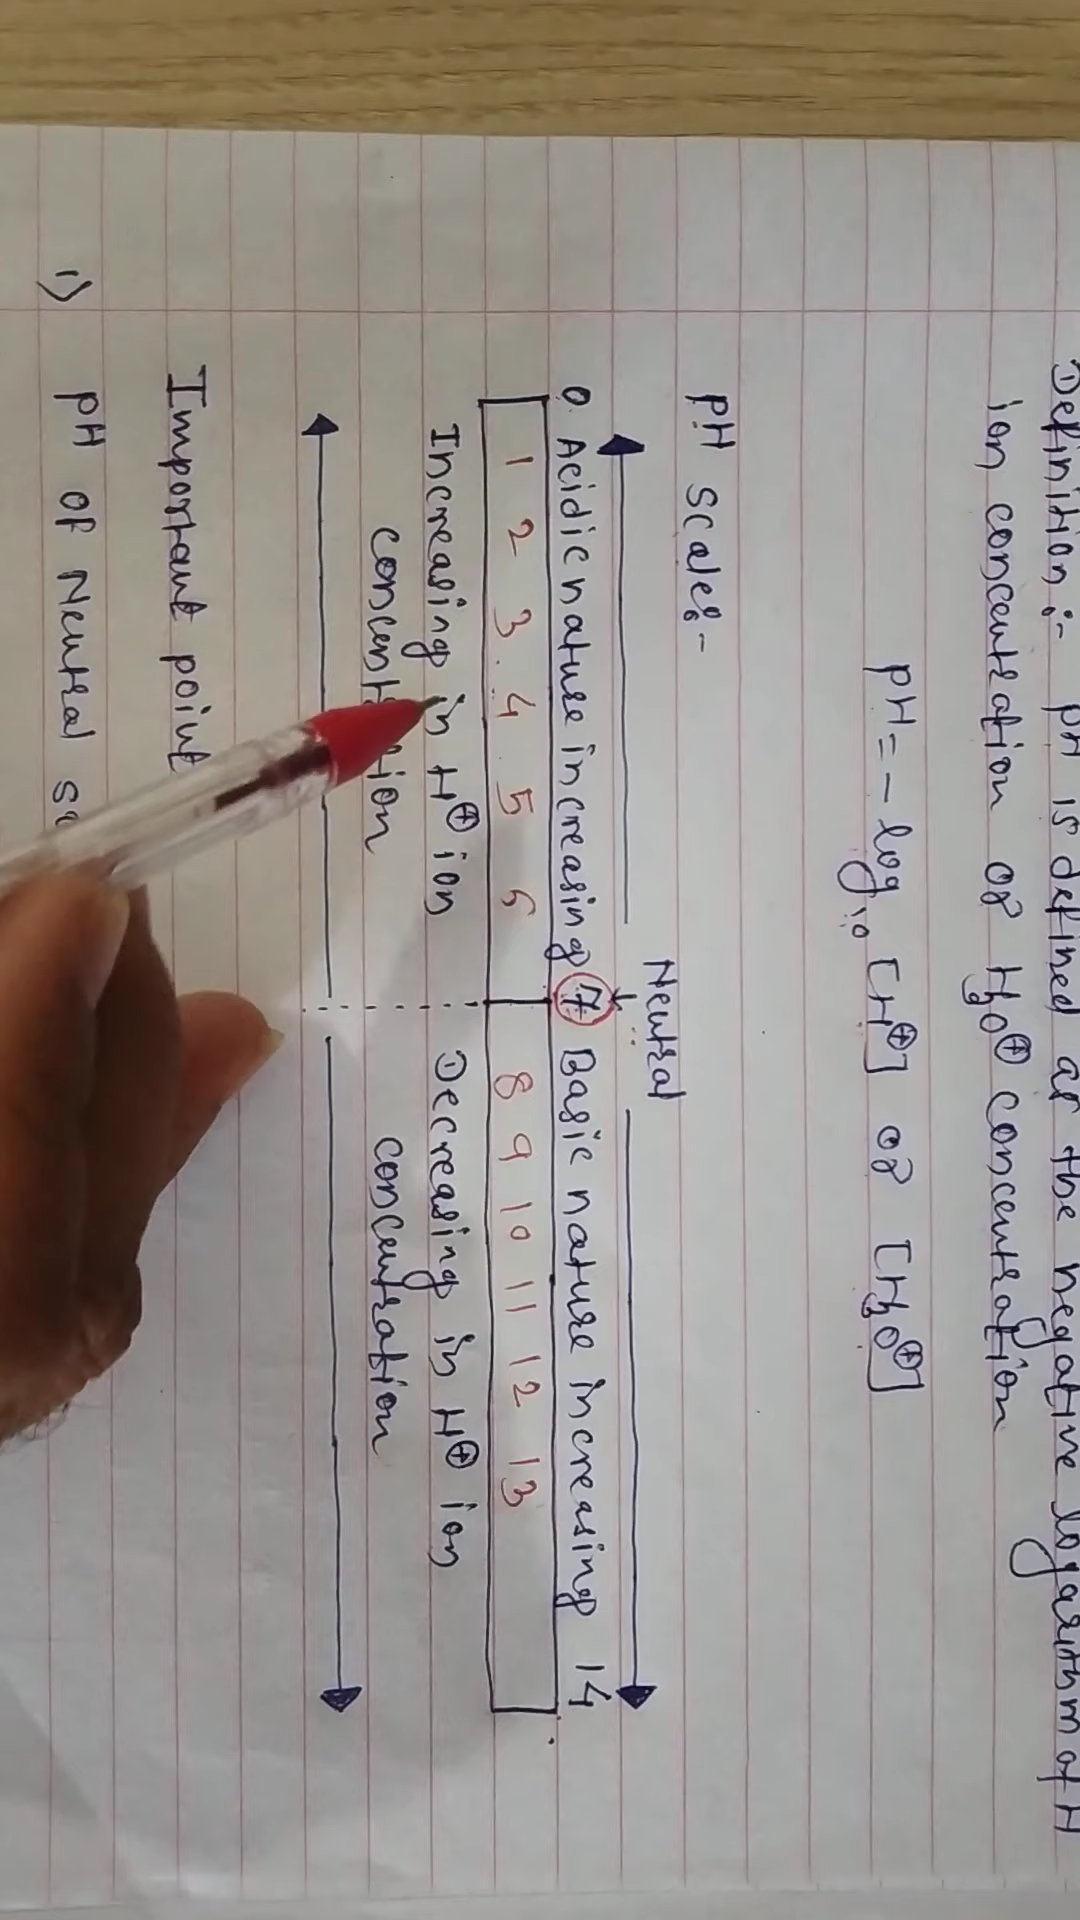 Definition :- pH is defined as the negative logarithm of H
ion concentration or H₃O⊕ concentration
pH = - log₁₀ [H⊕] or [H₃O⊕]
pH Scale :-
Neutral
0 Acidic nature increasing 7 Basic nature increasing 14
1 2 3 4 5 6 8 9 10 11 12 13
Increasing in H⊕ ion Decreasing in H⊕ ion
concentration concentration
Important point
1) pH of Neutral